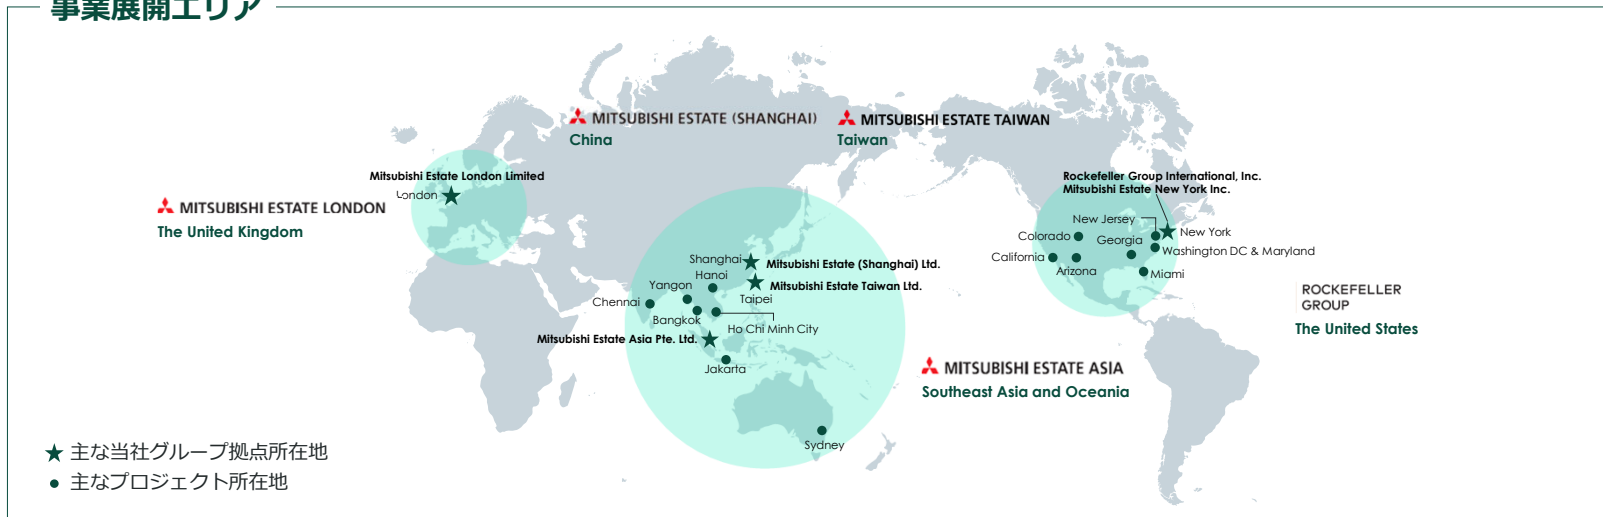 事業展開エリア
MITSUBISHI ESTATE (SHANGHAI)
China
MITSUBISHI ESTATE TAIWAN
Taiwan
Mitsubishi Estate London Limited
London
MITSUBISHI ESTATE LONDON
The United Kingdom
Rockefeller Group International, Inc.
Mitsubishi Estate New York Inc.
New Jersey
New York
Colorado
Georgia
Washington DC & Maryland
California
Arizona
Miami
ROCKEFELLER
GROUP
The United States
Shanghai
Mitsubishi Estate (Shanghai) Ltd.
Hanoi
Yangon
Mitsubishi Estate Taiwan Ltd.
Taipei
Chennai
Bangkok
Ho Chi Minh City
Mitsubishi Estate Asia Pte. Ltd.
Jakarta
MITSUBISHI ESTATE ASIA
Southeast Asia and Oceania
Sydney
★ 主な当社グループ拠点所在地
● 主なプロジェクト所在地